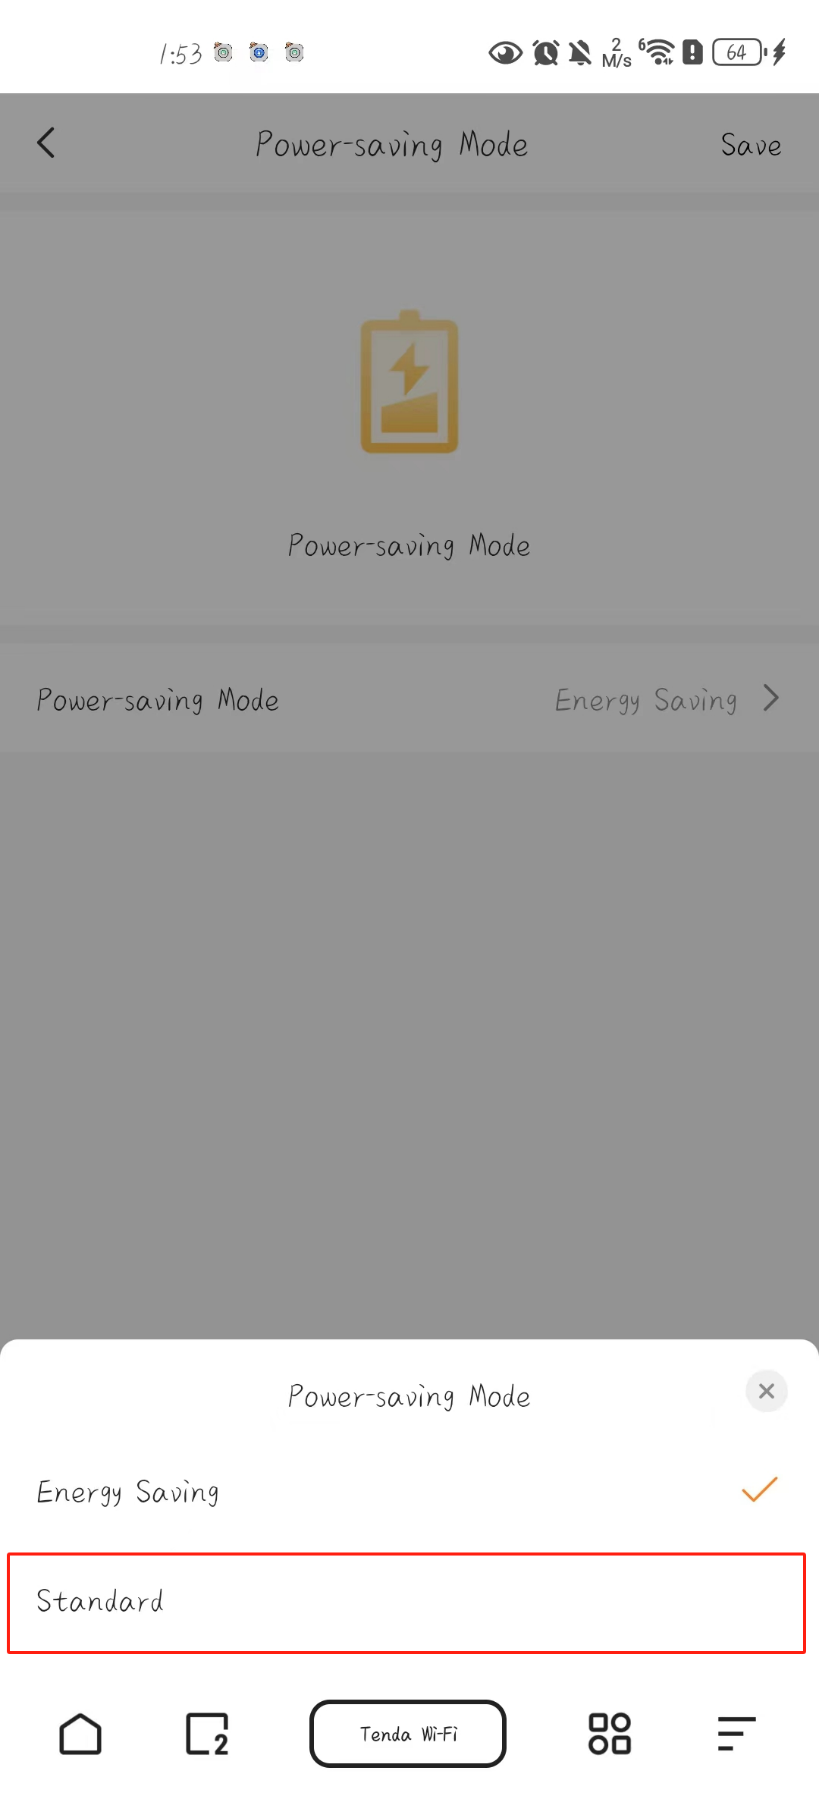 1:53 2 M/s 6 64
Power-saving Mode Save
Power-saving Mode
Power-saving Mode Energy Saving
Power-saving Mode
Energy Saving
Standard
2 Tenda Wi-Fi